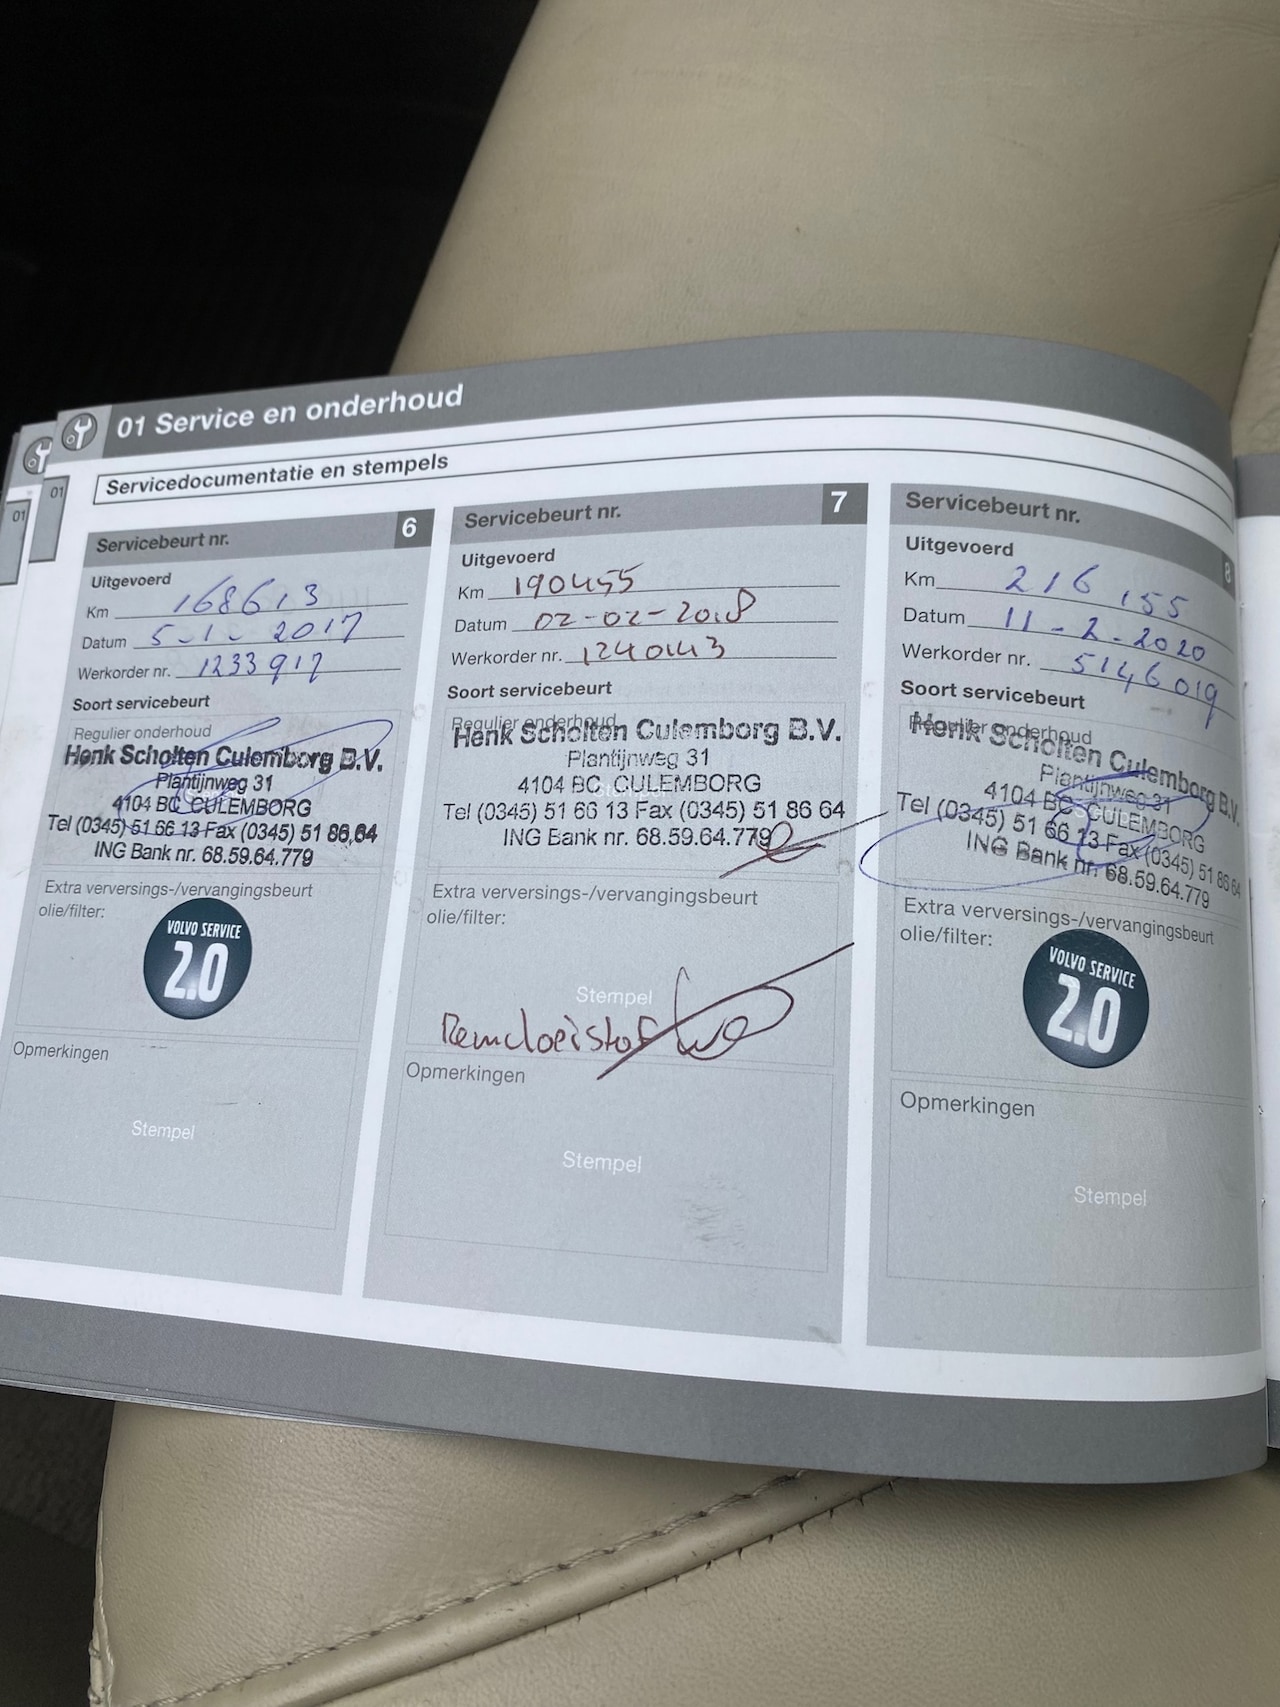 01 Service en onderhoud
01
01
Servicedocumentatie en stempels
Servicebeurt nr. 6
Uitgevoerd
Km 168613
Datum 5-1-2017
Werkorder nr. 1233917
Soort servicebeurt
Regulier onderhoud
Henk Scholten Culemborg B.V.
Plantijnweg 31
4104 BC CULEMBORG
Tel (0345) 51 66 13 Fax (0345) 51 86 64
ING Bank nr. 68.59.64.779
Extra verversings-/vervangingsbeurt
olie/filter:
VOLVO SERVICE
2.0
Opmerkingen
Stempel
Servicebeurt nr. 7
Uitgevoerd
Km 190455
Datum 02-02-2018
Werkorder nr. 1240143
Soort servicebeurt
Regulier onderhoud
Henk Scholten Culemborg B.V.
Plantijnweg 31
4104 BC CULEMBORG
Tel (0345) 51 66 13 Fax (0345) 51 86 64
ING Bank nr. 68.59.64.779
Extra verversings-/vervangingsbeurt
olie/filter:
Stempel
Remvloeistof
Opmerkingen
Stempel
Servicebeurt nr. 8
Uitgevoerd
Km 216155
Datum 11-2-2020
Werkorder nr. 5146019
Soort servicebeurt
Regulier onderhoud
Henk Scholten Culemborg B.V.
Plantijnweg 31
4104 BC CULEMBORG
Tel (0345) 51 66 13 Fax (0345) 51 86 64
ING Bank nr. 68.59.64.779
Extra verversings-/vervangingsbeurt
olie/filter:
VOLVO SERVICE
2.0
Opmerkingen
Stempel